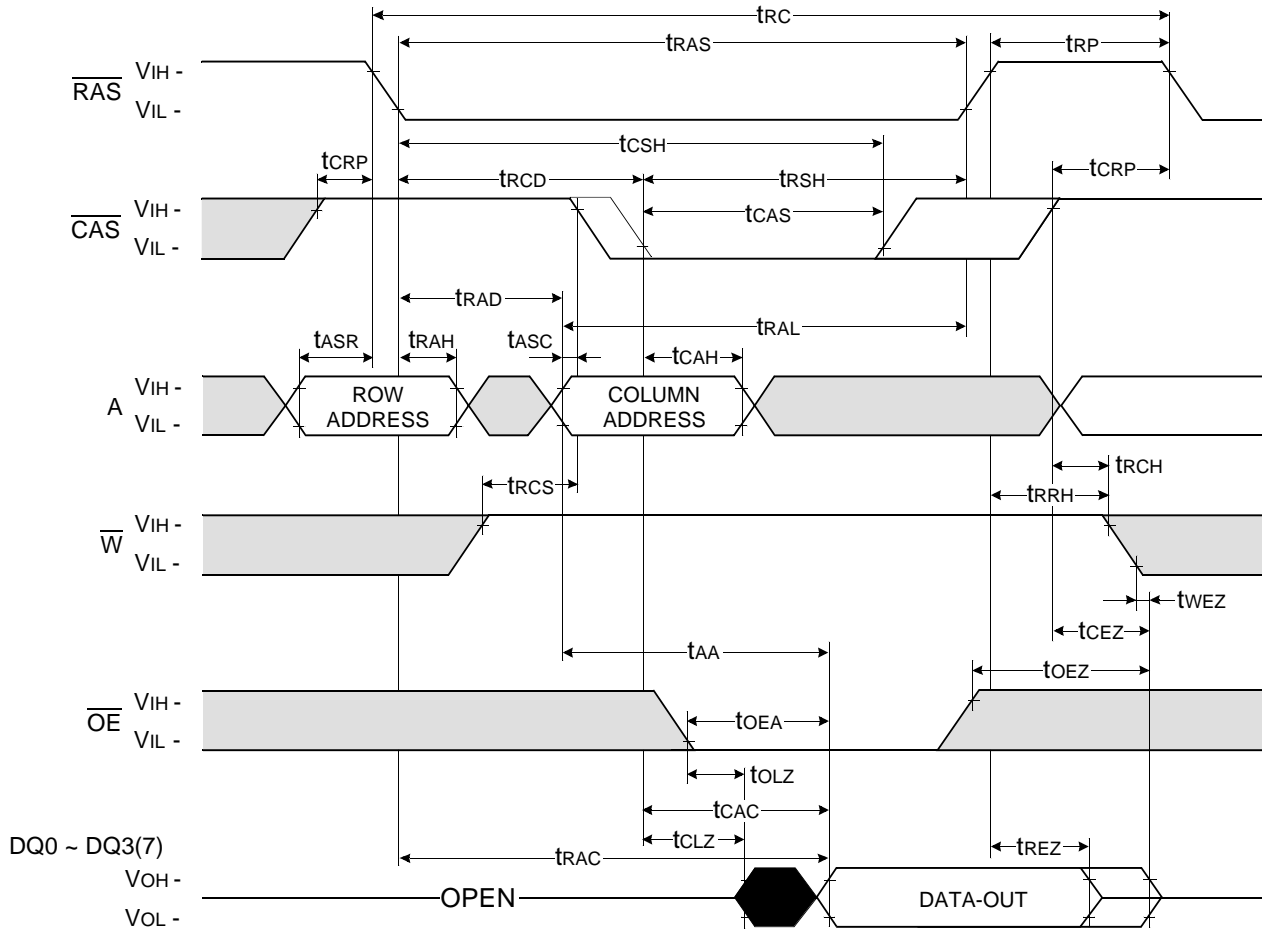 tRC
tRAS
tRP
RAS
VIH -
VIL -
tCSH
tCRP
tRCD
tRSH
tCRP
CAS
VIH -
VIL -
tCAS
tRAD
tRAL
tASR
tRAH
tASC
tCAH
A
VIH -
VIL -
ROW
ADDRESS
COLUMN
ADDRESS
tRCH
tRCS
tRRH
W
VIH -
VIL -
tWEZ
tCEZ
tAA
tOEZ
OE
VIH -
VIL -
tOEA
tOLZ
tCAC
DQ0 ~ DQ3(7)
tCLZ
tREZ
tRAC
VOH -
VOL -
OPEN
DATA-OUT